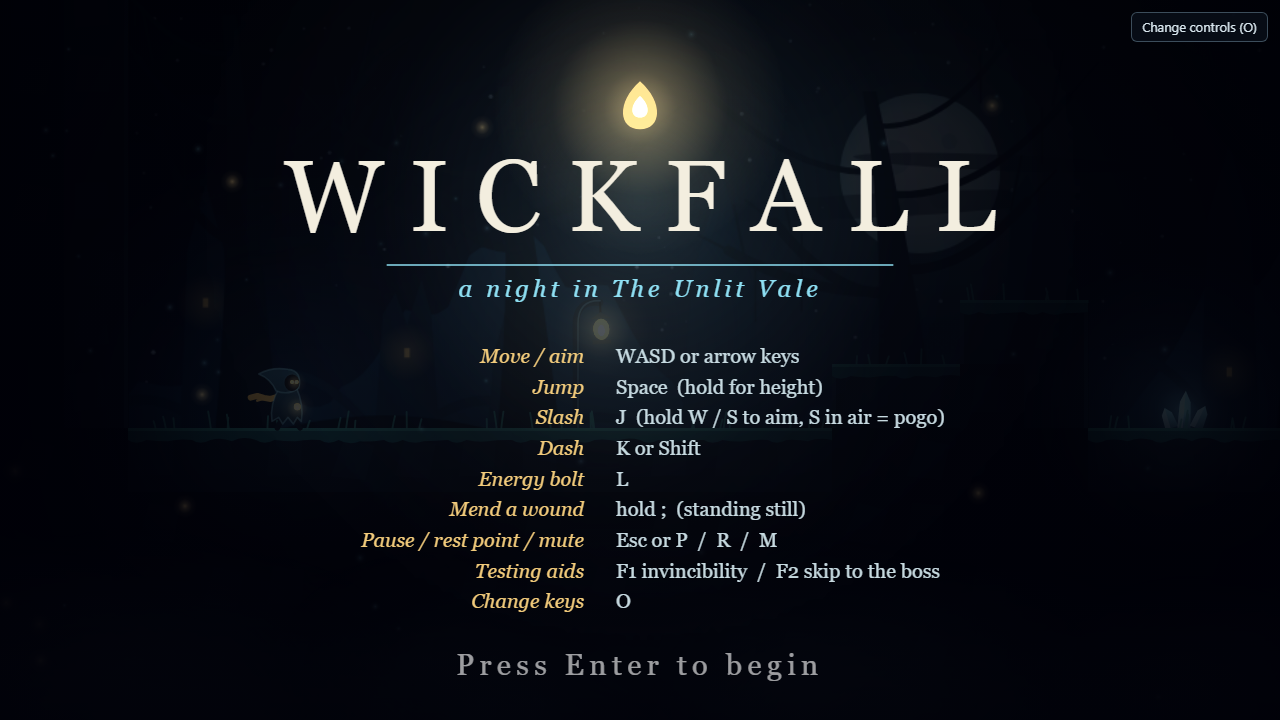 Change controls (O)
WICKFALL
a night in The Unlit Vale
Move / aim WASD or arrow keys
Jump Space (hold for height)
Slash J (hold W / S to aim, S in air = pogo)
Dash K or Shift
Energy bolt L
Mend a wound hold ; (standing still)
Pause / rest point / mute Esc or P / R / M
Testing aids F1 invincibility / F2 skip to the boss
Change keys O
Press Enter to begin